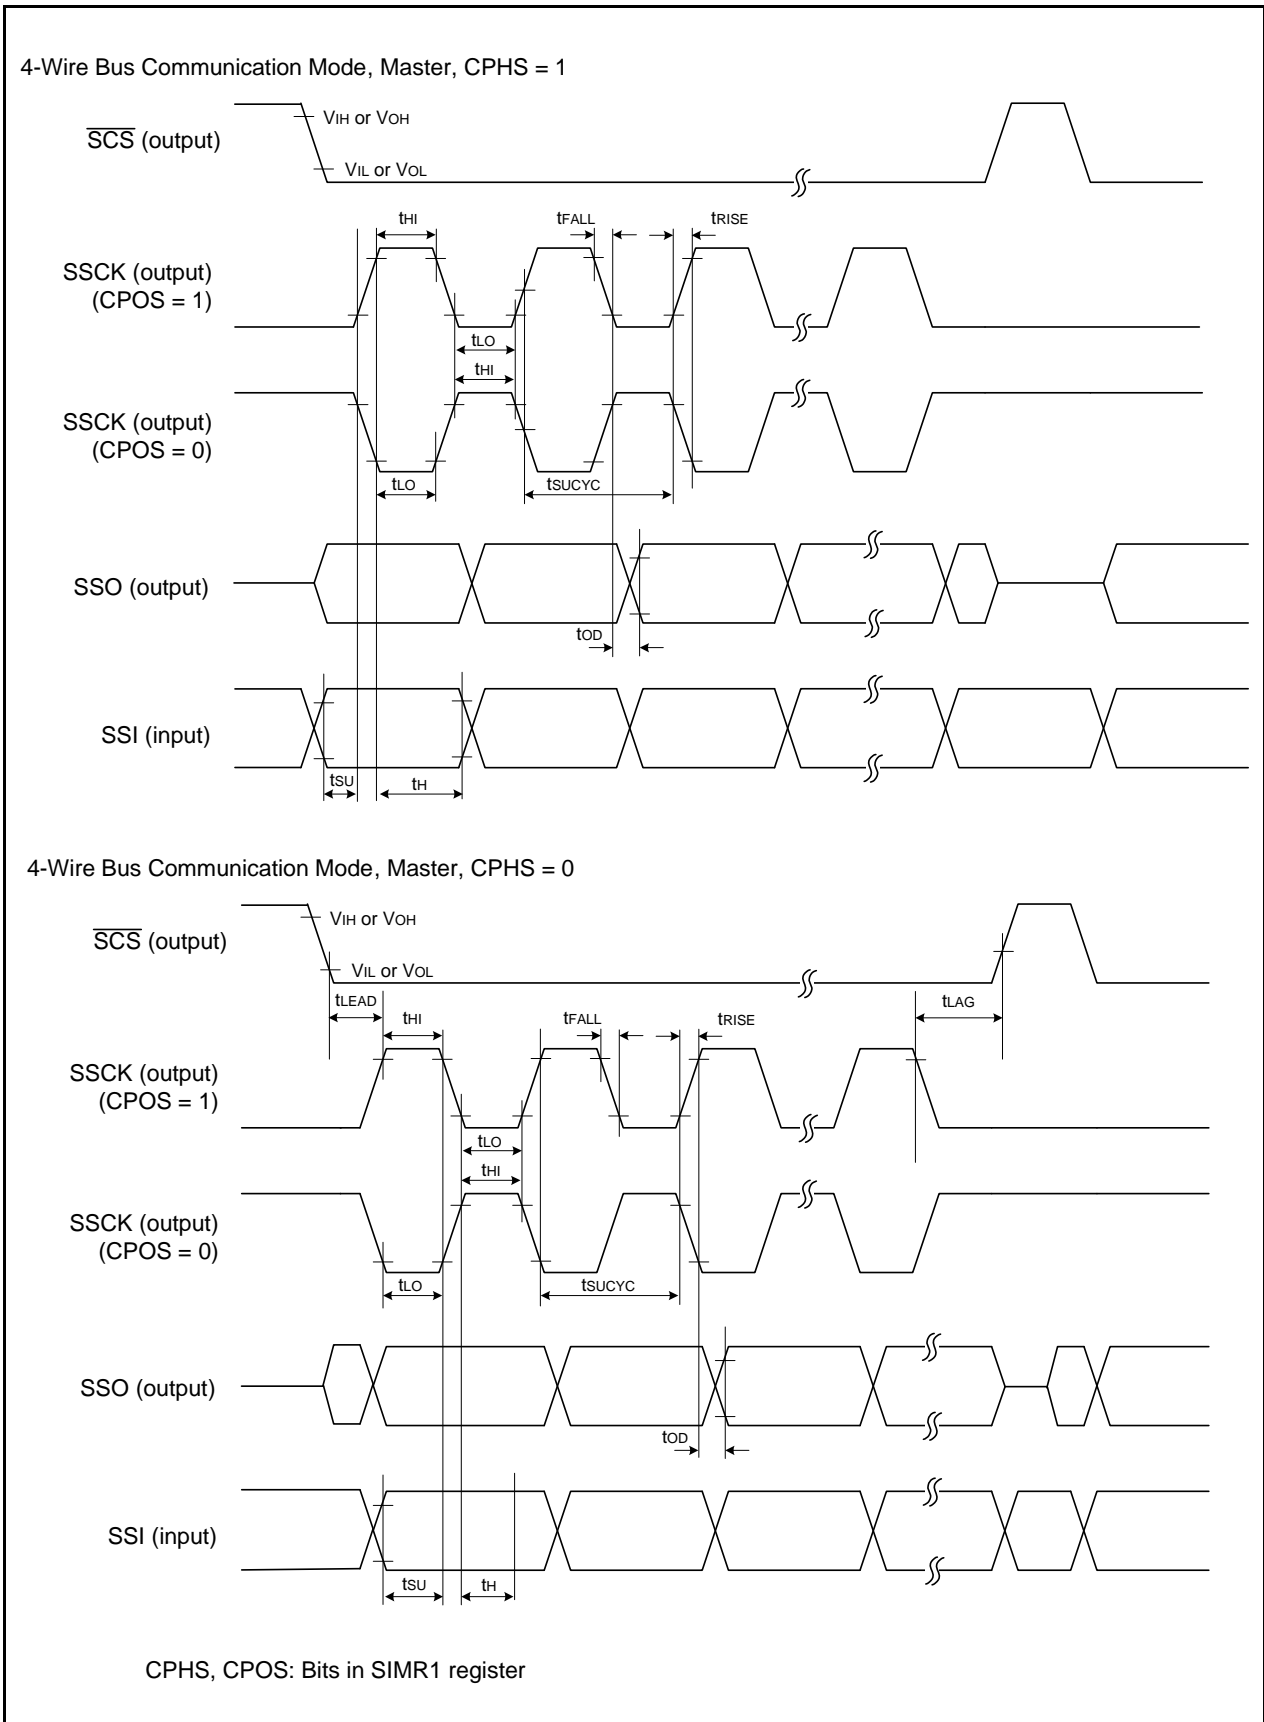 4-Wire Bus Communication Mode, Master, CPHS = 1
VIH or VOH
SCS (output)
VIL or VOL
tHI
tFALL
tRISE
SSCK (output)
(CPOS = 1)
tLO
tHI
SSCK (output)
(CPOS = 0)
tLO
tSUCYC
SSO (output)
tOD
SSI (input)
tSU
tH
4-Wire Bus Communication Mode, Master, CPHS = 0
VIH or VOH
SCS (output)
VIL or VOL
tLEAD
tHI
tFALL
tRISE
tLAG
SSCK (output)
(CPOS = 1)
tLO
tHI
SSCK (output)
(CPOS = 0)
tLO
tSUCYC
SSO (output)
tOD
SSI (input)
tSU
tH
CPHS, CPOS: Bits in SIMR1 register